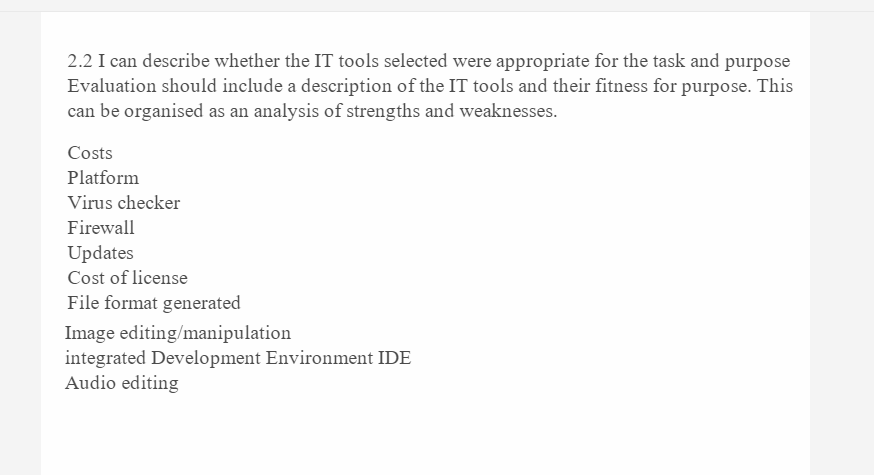 2.2 I can describe whether the IT tools selected were appropriate for the task and purpose
Evaluation should include a description of the IT tools and their fitness for purpose. This
can be organised as an analysis of strengths and weaknesses.
Costs
Platform
Virus checker
Firewall
Updates
Cost of license
File format generated
Image editing/manipulation
integrated Development Environment IDE
Audio editing